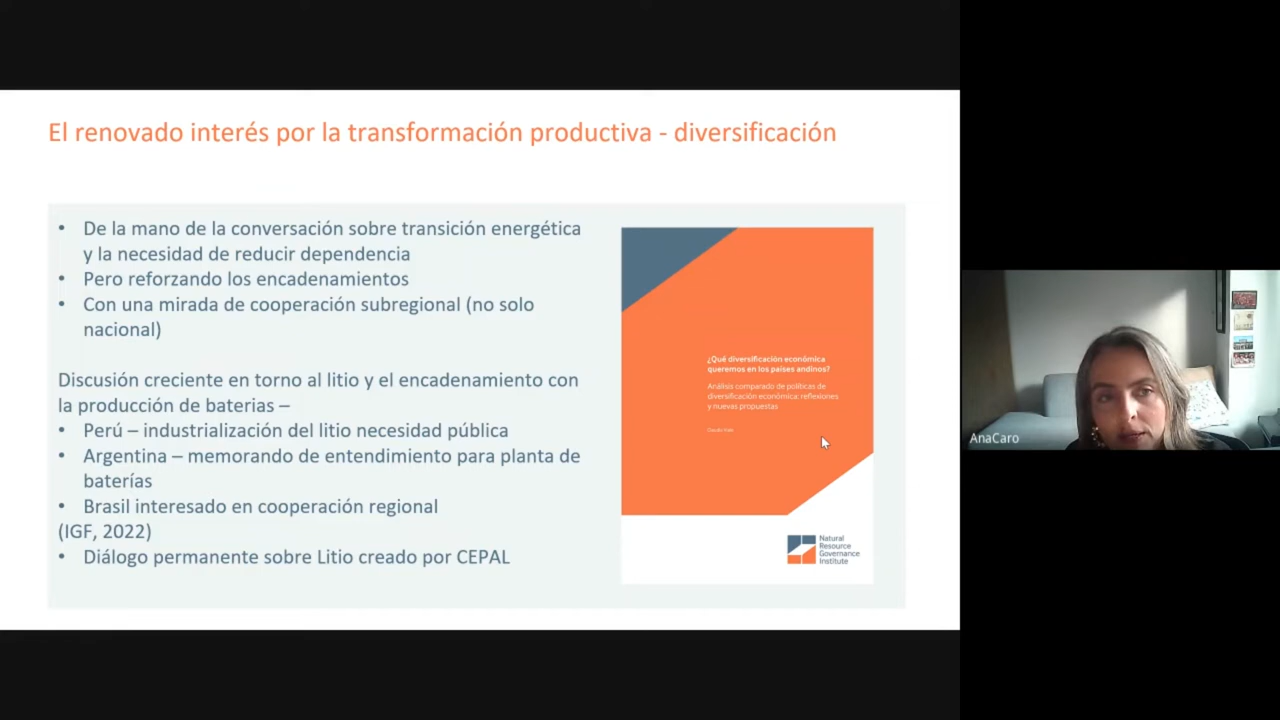 El renovado interés por la transformación productiva - diversificación
• De la mano de la conversación sobre transición energética
y la necesidad de reducir dependencia
• Pero reforzando los encadenamientos
• Con una mirada de cooperación subregional (no solo
nacional)
Discusión creciente en torno al litio y el encadenamiento con
la producción de baterias –
• Perú – industrialización del litio necesidad pública
• Argentina – memorando de entendimiento para planta de
baterías
• Brasil interesado en cooperación regional
(IGF, 2022)
• Diálogo permanente sobre Litio creado por CEPAL
¿Qué diversificación económica
queremos en los países andinos?
Análisis comparado de políticas de
diversificación económica: reflexiones
y nuevas propuestas
Natural
Resource
Governance
Institute
AnaCaro